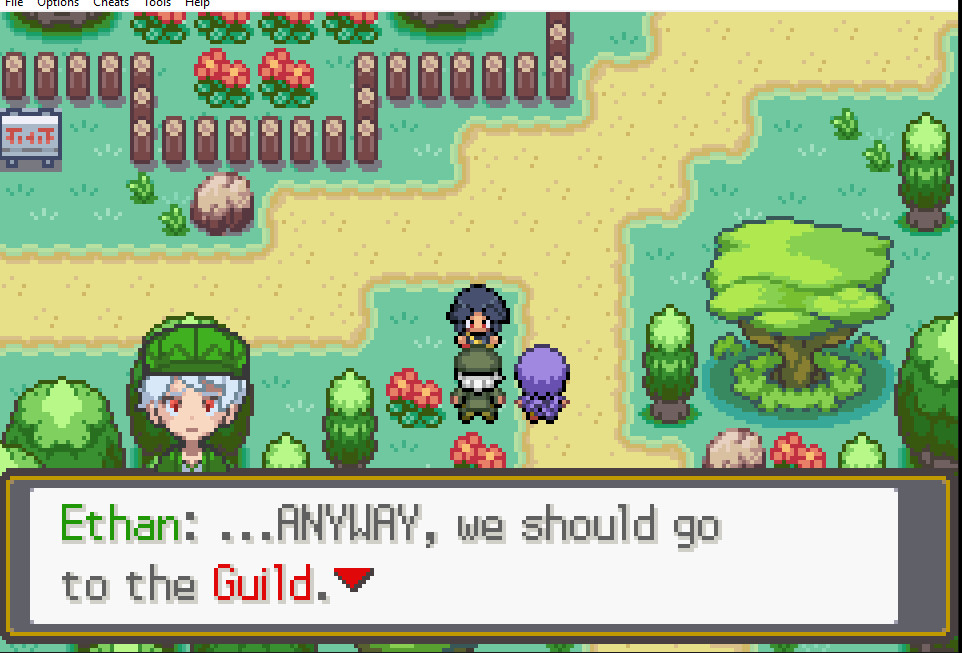 File Options Cheats Tools Help
Ethan: ...ANYWAY, we should go
to the Guild.